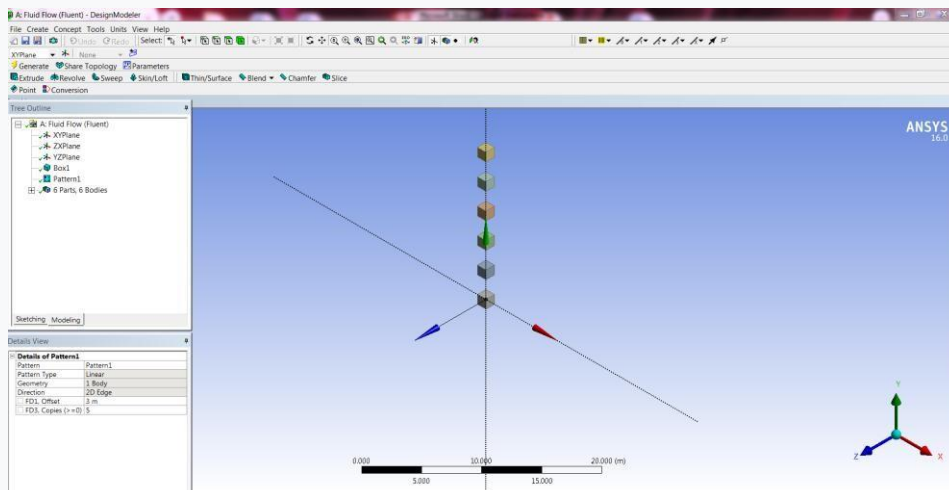 A: Fluid Flow (Fluent) - DesignModeler
File Create Concept Tools Units View Help
Undo Redo Select:
XYPlane None
Generate Share Topology Parameters
Extrude Revolve Sweep Skin/Loft Thin/Surface Blend Chamfer Slice
Point Conversion
Tree Outline
A: Fluid Flow (Fluent)
XYPlane
ZXPlane
YZPlane
Box1
Pattern1
6 Parts, 6 Bodies
Sketching Modeling
Details View
Details of Pattern1
Pattern Pattern1
Pattern Type Linear
Geometry 1 Body
Direction 2D Edge
FD1, Offset 3 m
FD3, Copies (>=0) 5
ANSYS
16.0
0.000 10.000 20.000 (m)
5.000 15.000
Y
Z X